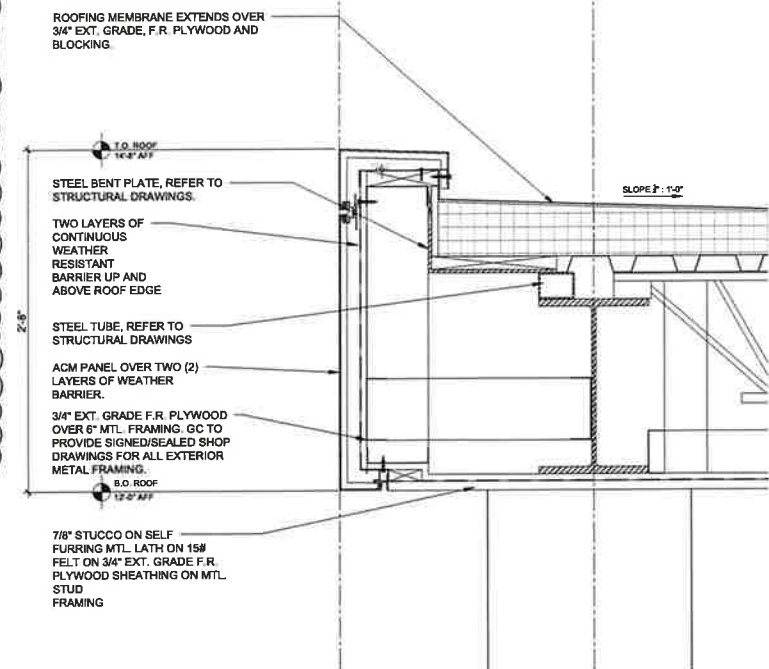 ROOFING MEMBRANE EXTENDS OVER
3/4" EXT. GRADE, F.R. PLYWOOD AND
BLOCKING.
T.O. ROOF
14'-8" AFF
STEEL BENT PLATE, REFER TO
STRUCTURAL DRAWINGS.
SLOPE : 1'-0"
TWO LAYERS OF
CONTINUOUS
WEATHER
RESISTANT
BARRIER UP AND
ABOVE ROOF EDGE
2'-8"
STEEL TUBE, REFER TO
STRUCTURAL DRAWINGS
ACM PANEL OVER TWO (2)
LAYERS OF WEATHER
BARRIER.
3/4" EXT. GRADE F.R. PLYWOOD
OVER 6" MTL. FRAMING. GC TO
PROVIDE SIGNED/SEALED SHOP
DRAWINGS FOR ALL EXTERIOR
METAL FRAMING.
B.O. ROOF
12'-0" AFF
7/8" STUCCO ON SELF
FURRING MTL. LATH ON 15#
FELT ON 3/4" EXT. GRADE F.R.
PLYWOOD SHEATHING ON MTL.
STUD
FRAMING